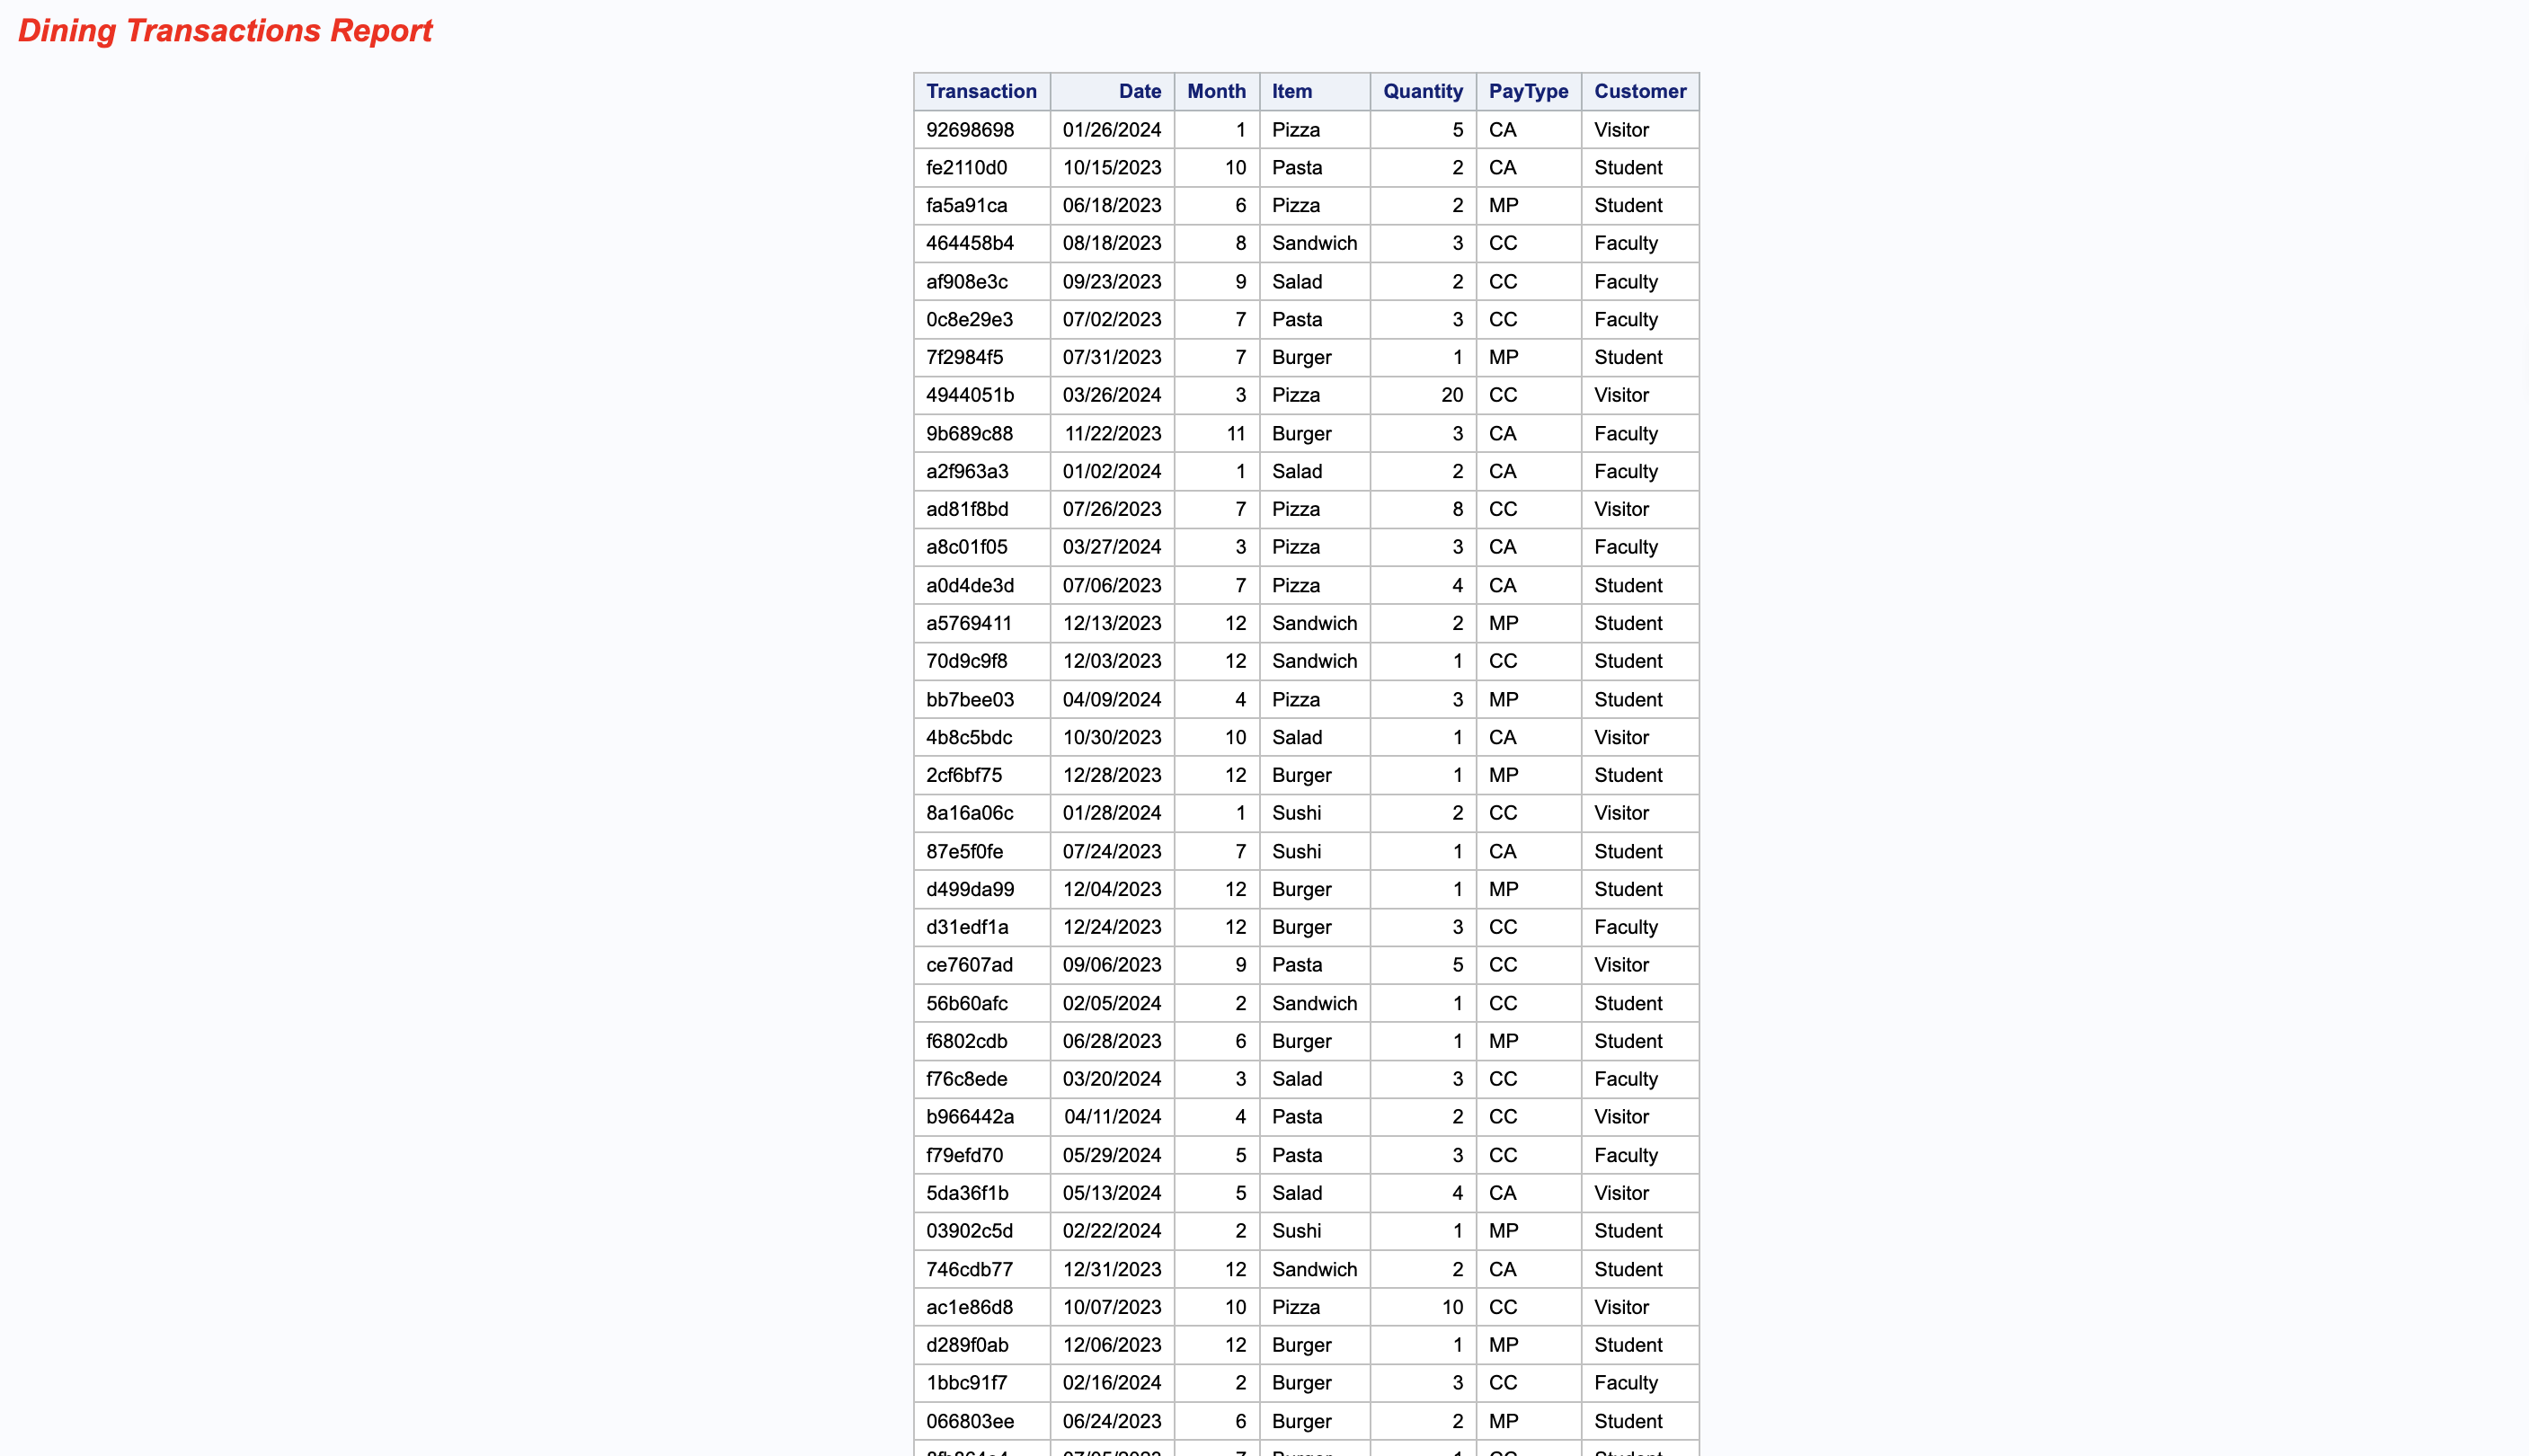 Dining Transactions Report
Transaction Date Month Item Quantity PayType Customer
92698698 01/26/2024 1 Pizza 5 CA Visitor
fe2110d0 10/15/2023 10 Pasta 2 CA Student
fa5a91ca 06/18/2023 6 Pizza 2 MP Student
464458b4 08/18/2023 8 Sandwich 3 CC Faculty
af908e3c 09/23/2023 9 Salad 2 CC Faculty
0c8e29e3 07/02/2023 7 Pasta 3 CC Faculty
7f2984f5 07/31/2023 7 Burger 1 MP Student
4944051b 03/26/2024 3 Pizza 20 CC Visitor
9b689c88 11/22/2023 11 Burger 3 CA Faculty
a2f963a3 01/02/2024 1 Salad 2 CA Faculty
ad81f8bd 07/26/2023 7 Pizza 8 CC Visitor
a8c01f05 03/27/2024 3 Pizza 3 CA Faculty
a0d4de3d 07/06/2023 7 Pizza 4 CA Student
a5769411 12/13/2023 12 Sandwich 2 MP Student
70d9c9f8 12/03/2023 12 Sandwich 1 CC Student
bb7bee03 04/09/2024 4 Pizza 3 MP Student
4b8c5bdc 10/30/2023 10 Salad 1 CA Visitor
2cf6bf75 12/28/2023 12 Burger 1 MP Student
8a16a06c 01/28/2024 1 Sushi 2 CC Visitor
87e5f0fe 07/24/2023 7 Sushi 1 CA Student
d499da99 12/04/2023 12 Burger 1 MP Student
d31edf1a 12/24/2023 12 Burger 3 CC Faculty
ce7607ad 09/06/2023 9 Pasta 5 CC Visitor
56b60afc 02/05/2024 2 Sandwich 1 CC Student
f6802cdb 06/28/2023 6 Burger 1 MP Student
f76c8ede 03/20/2024 3 Salad 3 CC Faculty
b966442a 04/11/2024 4 Pasta 2 CC Visitor
f79efd70 05/29/2024 5 Pasta 3 CC Faculty
5da36f1b 05/13/2024 5 Salad 4 CA Visitor
03902c5d 02/22/2024 2 Sushi 1 MP Student
746cdb77 12/31/2023 12 Sandwich 2 CA Student
ac1e86d8 10/07/2023 10 Pizza 10 CC Visitor
d289f0ab 12/06/2023 12 Burger 1 MP Student
1bbc91f7 02/16/2024 2 Burger 3 CC Faculty
066803ee 06/24/2023 6 Burger 2 MP Student